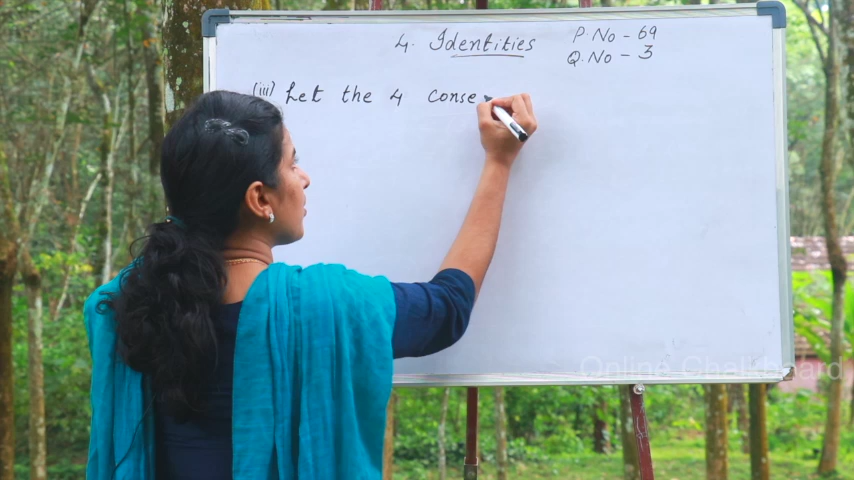 4. Identities
P.No - 69
Q.No - 3
(iii) Let the 4 conse
Online Chalkboard